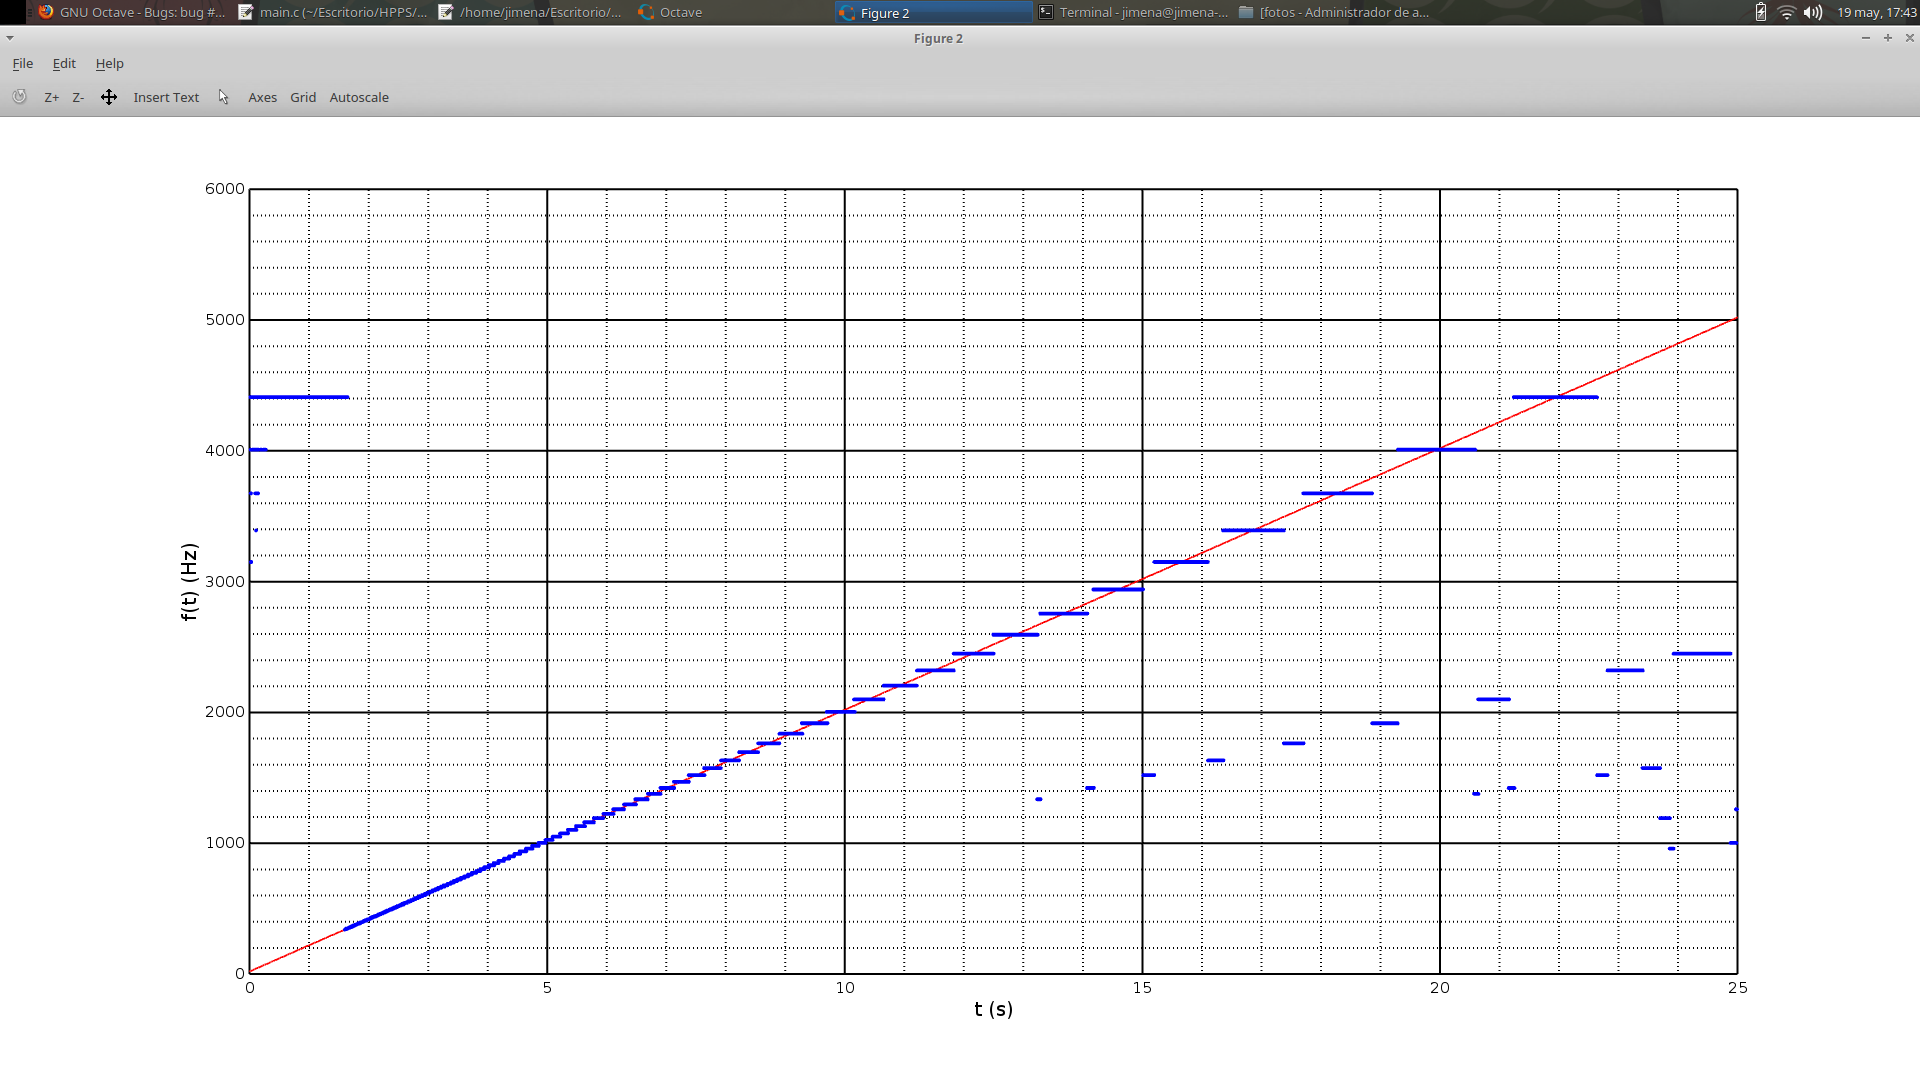 GNU Octave - Bugs: bug #... main.c (~/Escritorio/HPPS/... /home/jimena/Escritorio/... Octave Figure 2 Terminal - jimena@jimena-... [fotos - Administrador de a... 19 may, 17:43
Figure 2
File Edit Help
Z+ Z- Insert Text Axes Grid Autoscale
6000
5000
4000
3000
2000
1000
0
f(t) (Hz)
0 5 10 15 20 25
t (s)